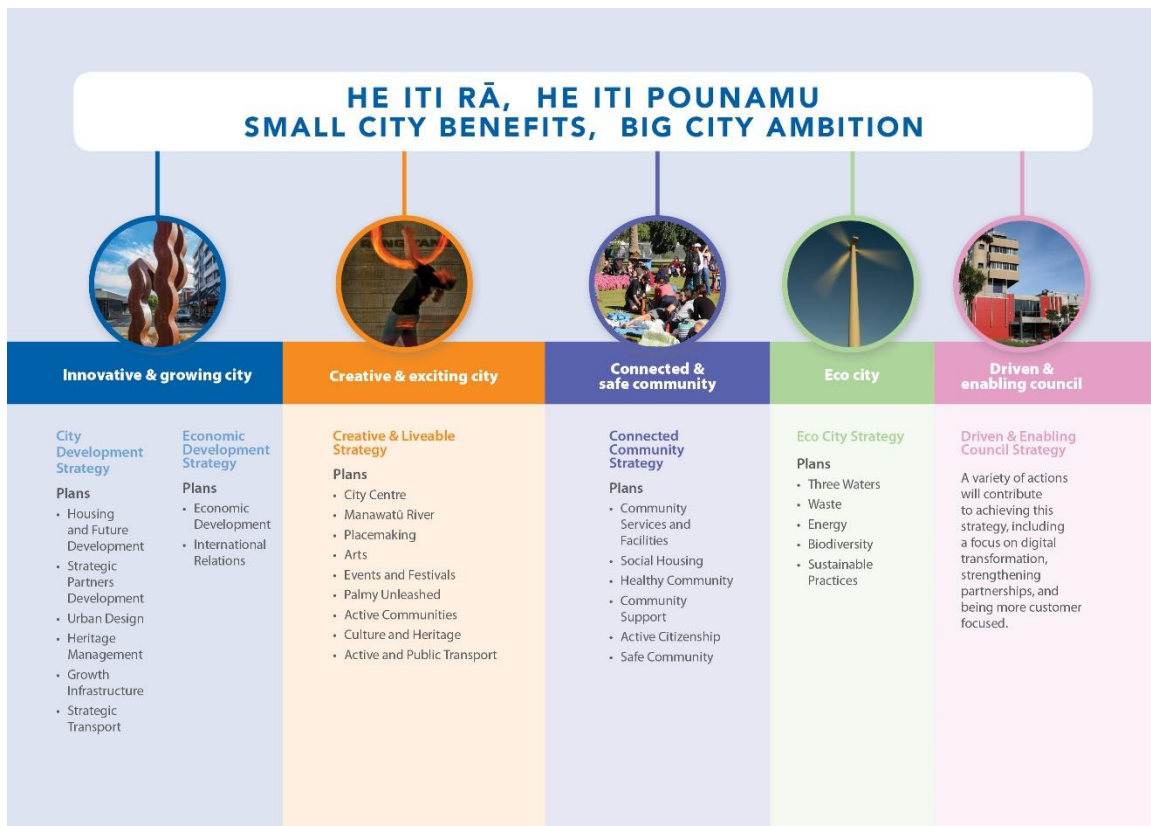 HE ITI RĀ, HE ITI POUNAMU
SMALL CITY BENEFITS, BIG CITY AMBITION
Innovative & growing city
City
Development
Strategy
Plans
• Housing
and Future
Development
• Strategic
Partners
Development
• Urban Design
• Heritage
Management
• Growth
Infrastructure
• Strategic
Transport
Economic
Development
Strategy
Plans
• Economic
Development
• International
Relations
Creative & exciting city
Creative & Liveable
Strategy
Plans
• City Centre
• Manawatū River
• Placemaking
• Arts
• Events and Festivals
• Palmy Unleashed
• Active Communities
• Culture and Heritage
• Active and Public Transport
Connected &
safe community
Connected
Community
Strategy
Plans
• Community
Services and
Facilities
• Social Housing
• Healthy Community
• Community
Support
• Active Citizenship
• Safe Community
Eco city
Eco City Strategy
Plans
• Three Waters
• Waste
• Energy
• Biodiversity
• Sustainable
Practices
Driven &
enabling council
Driven & Enabling
Council Strategy
A variety of actions
will contribute
to achieving this
strategy, including
a focus on digital
transformation,
strengthening
partnerships, and
being more customer
focused.